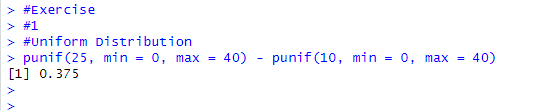 > #Exercise
> #1
> #Uniform Distribution
> punif(25, min = 0, max = 40) - punif(10, min = 0, max = 40)
[1] 0.375
>
>